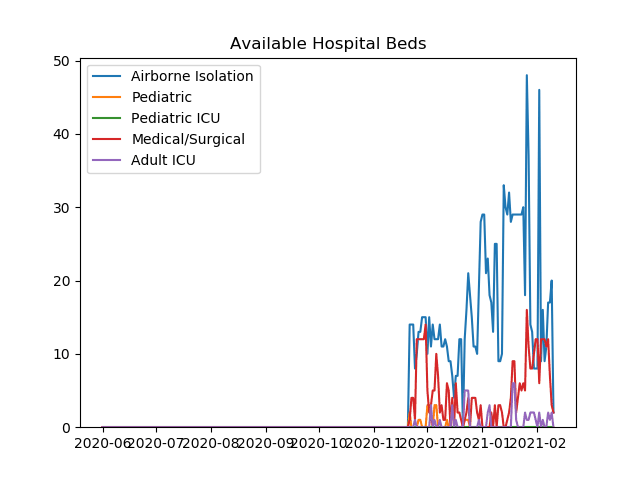 Available Hospital Beds
50
40
30
20
10
0
Airborne Isolation
Pediatric
Pediatric ICU
Medical/Surgical
Adult ICU
2020-06 2020-07 2020-08 2020-09 2020-10 2020-11 2020-12 2021-01 2021-02